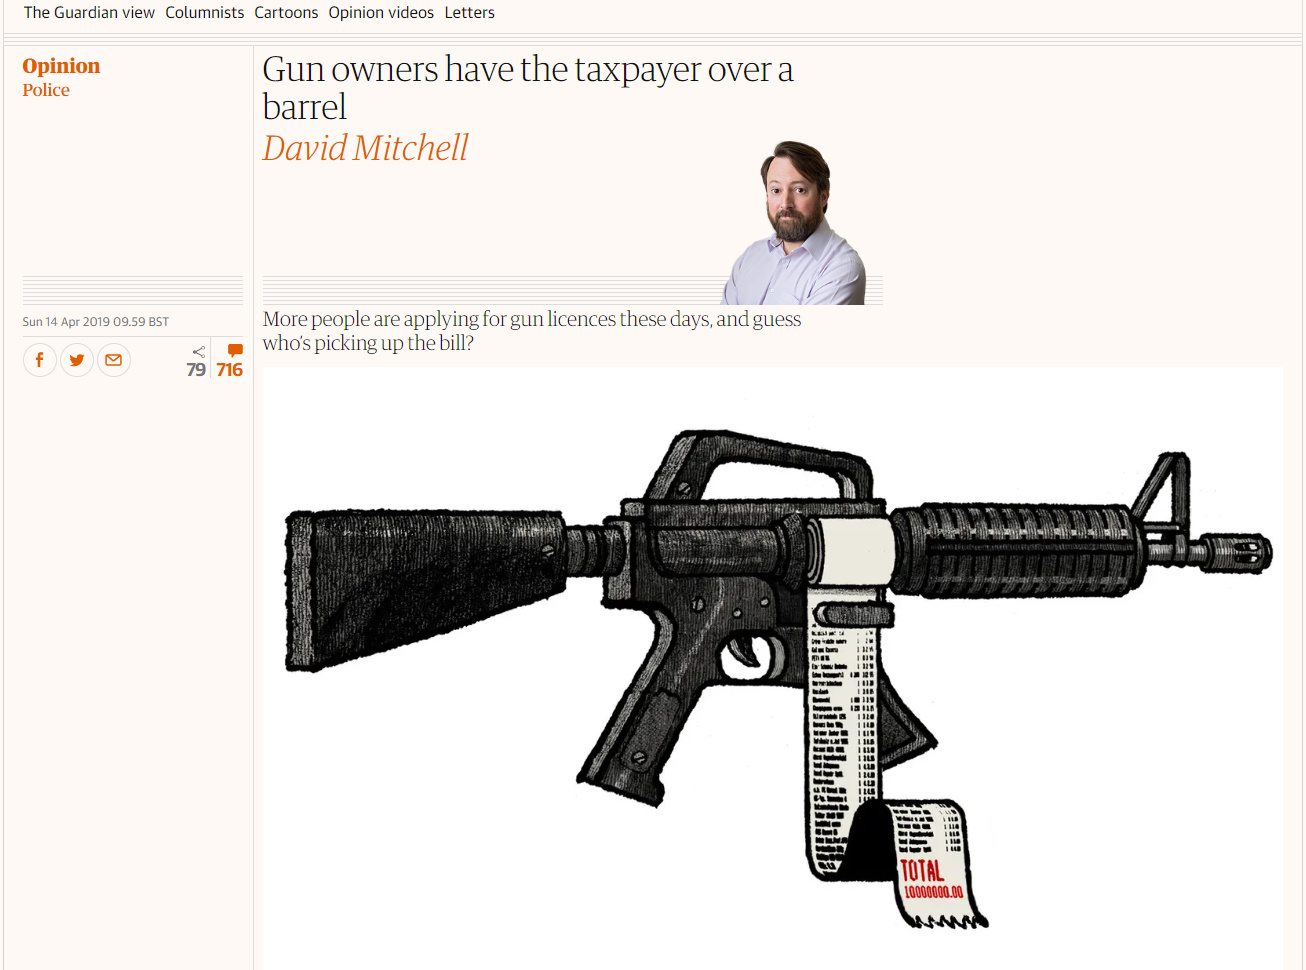 The Guardian view Columnists Cartoons Opinion videos Letters
Opinion
Police
Gun owners have the taxpayer over a
barrel
David Mitchell
Sun 14 Apr 2019 09.59 BST
79 716
More people are applying for gun licences these days, and guess
who's picking up the bill?
TOTAL
10000000.00